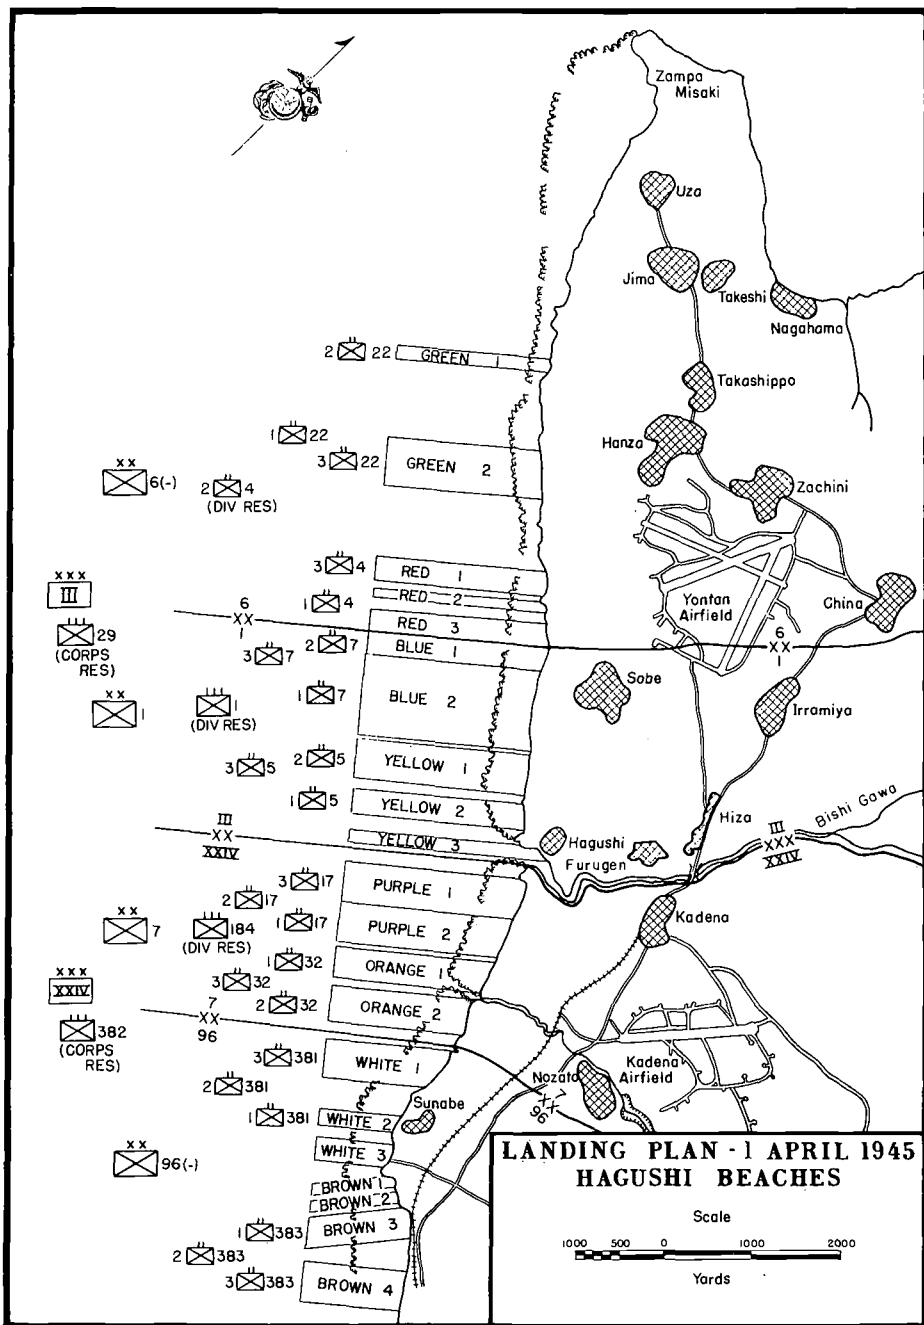 Zampa
Misaki
Uza
Jima
Takeshi
Nagahama
2 22
GREEN 1
Takashippo
1 22
3 22
GREEN 2
Hanza
XX
6(-)
2 4
(DIV RES)
Zachini
3 4
RED 1
XXX
III
1 4
RED 2
Yontan
Airfield
China
6
XX
1
RED 3
29
(CORPS
RES)
3 7
2 7
BLUE 1
6
XX
1
Sobe
XX
1
1
(DIV RES)
1 7
BLUE 2
Irramiya
3 5
2 5
YELLOW 1
1 5
YELLOW 2
Hiza
Bishi Gawa
III
XX
XXIV
YELLOW 3
Hagushi
Furugen
III
XXX
XXIV
3 17
PURPLE 1
2 17
XX
7
184
(DIV RES)
1 17
PURPLE 2
Kadena
1 32
ORANGE 1
XXX
XXIV
3 32
2 32
ORANGE 2
7
XX
96
382
(CORPS
RES)
3 381
WHITE 1
Kadena
Airfield
Nozato
7
XX
96
2 381
Sunabe
1 381
WHITE 2
XX
96(-)
WHITE 3
BROWN 1
BROWN 2
1 383
BROWN 3
2 383
3 383
BROWN 4
LANDING PLAN - 1 APRIL 1945
HAGUSHI BEACHES
Scale
1000 500 0 1000 2000
Yards